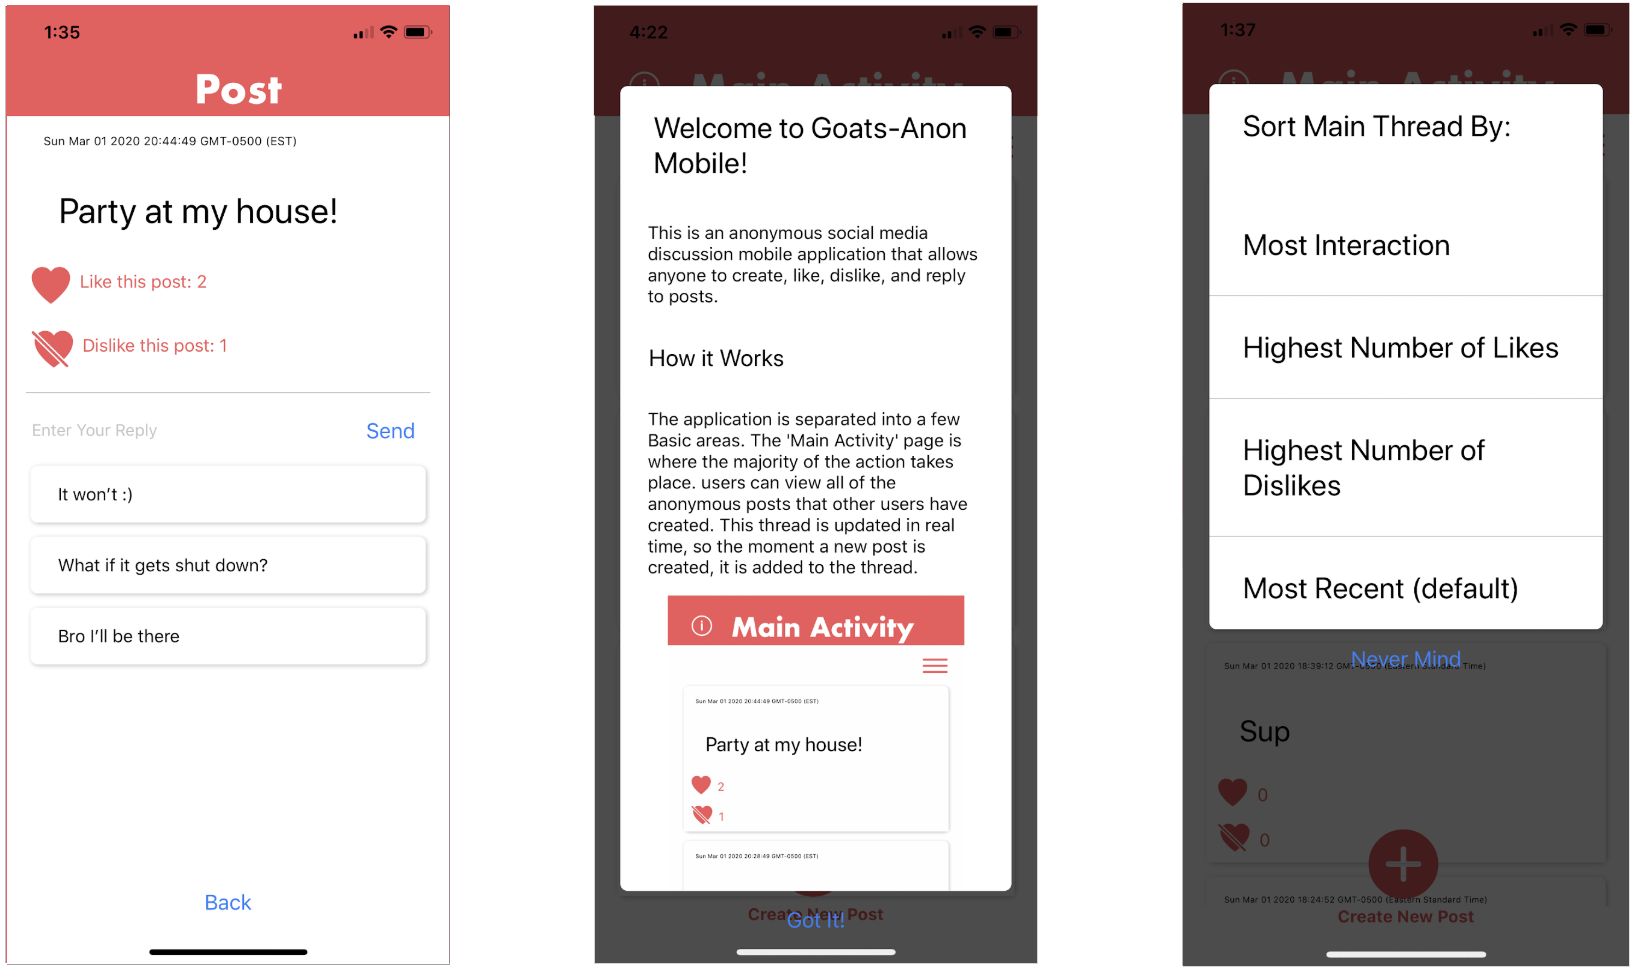 1:35
Post
Sun Mar 01 2020 20:44:49 GMT-0500 (EST)
Party at my house!
Like this post: 2
Dislike this post: 1
Enter Your Reply
Send
It won't :)
What if it gets shut down?
Bro I'll be there
Back
4:22
Main Activity
Welcome to Goats-Anon
Mobile!
This is an anonymous social media
discussion mobile application that allows
anyone to create, like, dislike, and reply
to posts.
How it Works
The application is separated into a few
Basic areas. The 'Main Activity' page is
where the majority of the action takes
place. users can view all of the
anonymous posts that other users have
created. This thread is updated in real
time, so the moment a new post is
created, it is added to the thread.
Main Activity
Sun Mar 01 2020 20:44:49 GMT-0500 (EST)
Party at my house!
2
1
Sun Mar 01 2020 20:28:49 GMT-0500 (EST)
Create New Post
Got It!
1:37
Main Activity
Sort Main Thread By:
Most Interaction
Highest Number of Likes
Highest Number of
Dislikes
Most Recent (default)
Never Mind
Sun Mar 01 2020 18:39:12 GMT-0500 (Eastern Standard Time)
Sup
0
0
Sun Mar 01 2020 18:24:52 GMT-0500 (Eastern Standard Time)
Create New Post